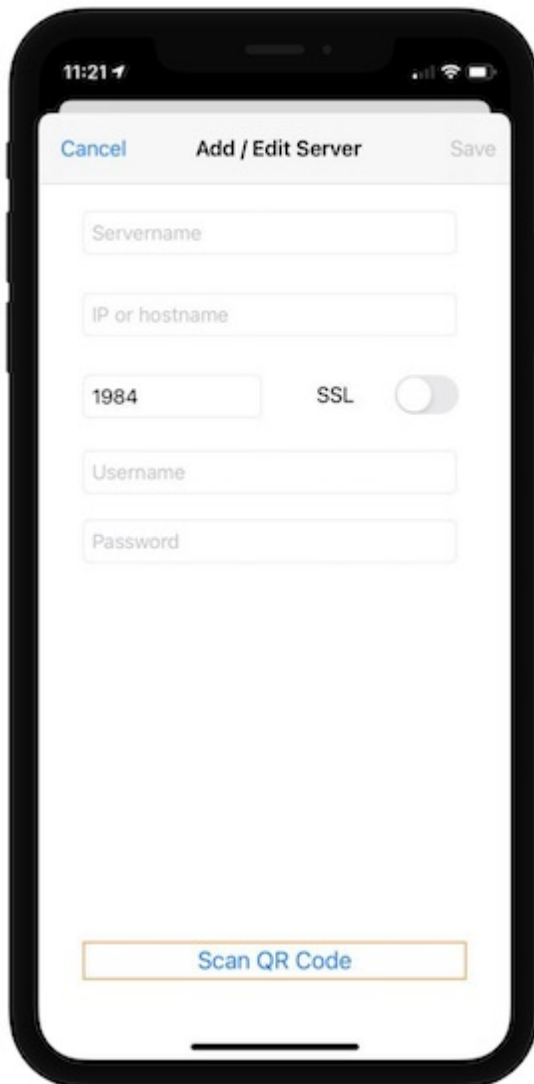 11:21
Cancel Add / Edit Server Save
Servername
IP or hostname
1984 SSL
Username
Password
Scan QR Code